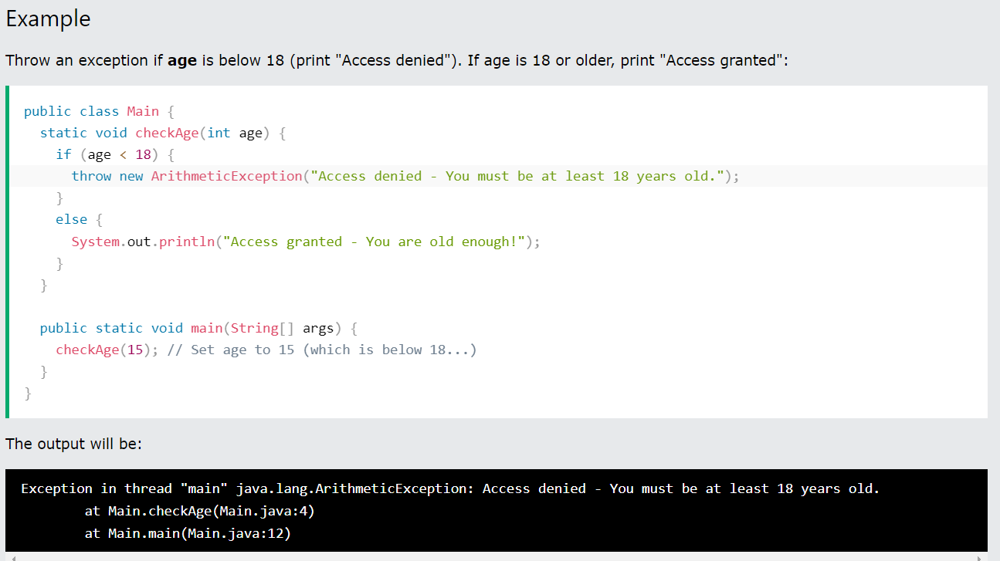 Example
Throw an exception if age is below 18 (print "Access denied"). If age is 18 or older, print "Access granted":
public class Main {
  static void checkAge(int age) {
    if (age < 18) {
      throw new ArithmeticException("Access denied - You must be at least 18 years old.");
    }
    else {
      System.out.println("Access granted - You are old enough!");
    }
  }

  public static void main(String[] args) {
    checkAge(15); // Set age to 15 (which is below 18...)
  }
}
The output will be:
Exception in thread "main" java.lang.ArithmeticException: Access denied - You must be at least 18 years old.
        at Main.checkAge(Main.java:4)
        at Main.main(Main.java:12)